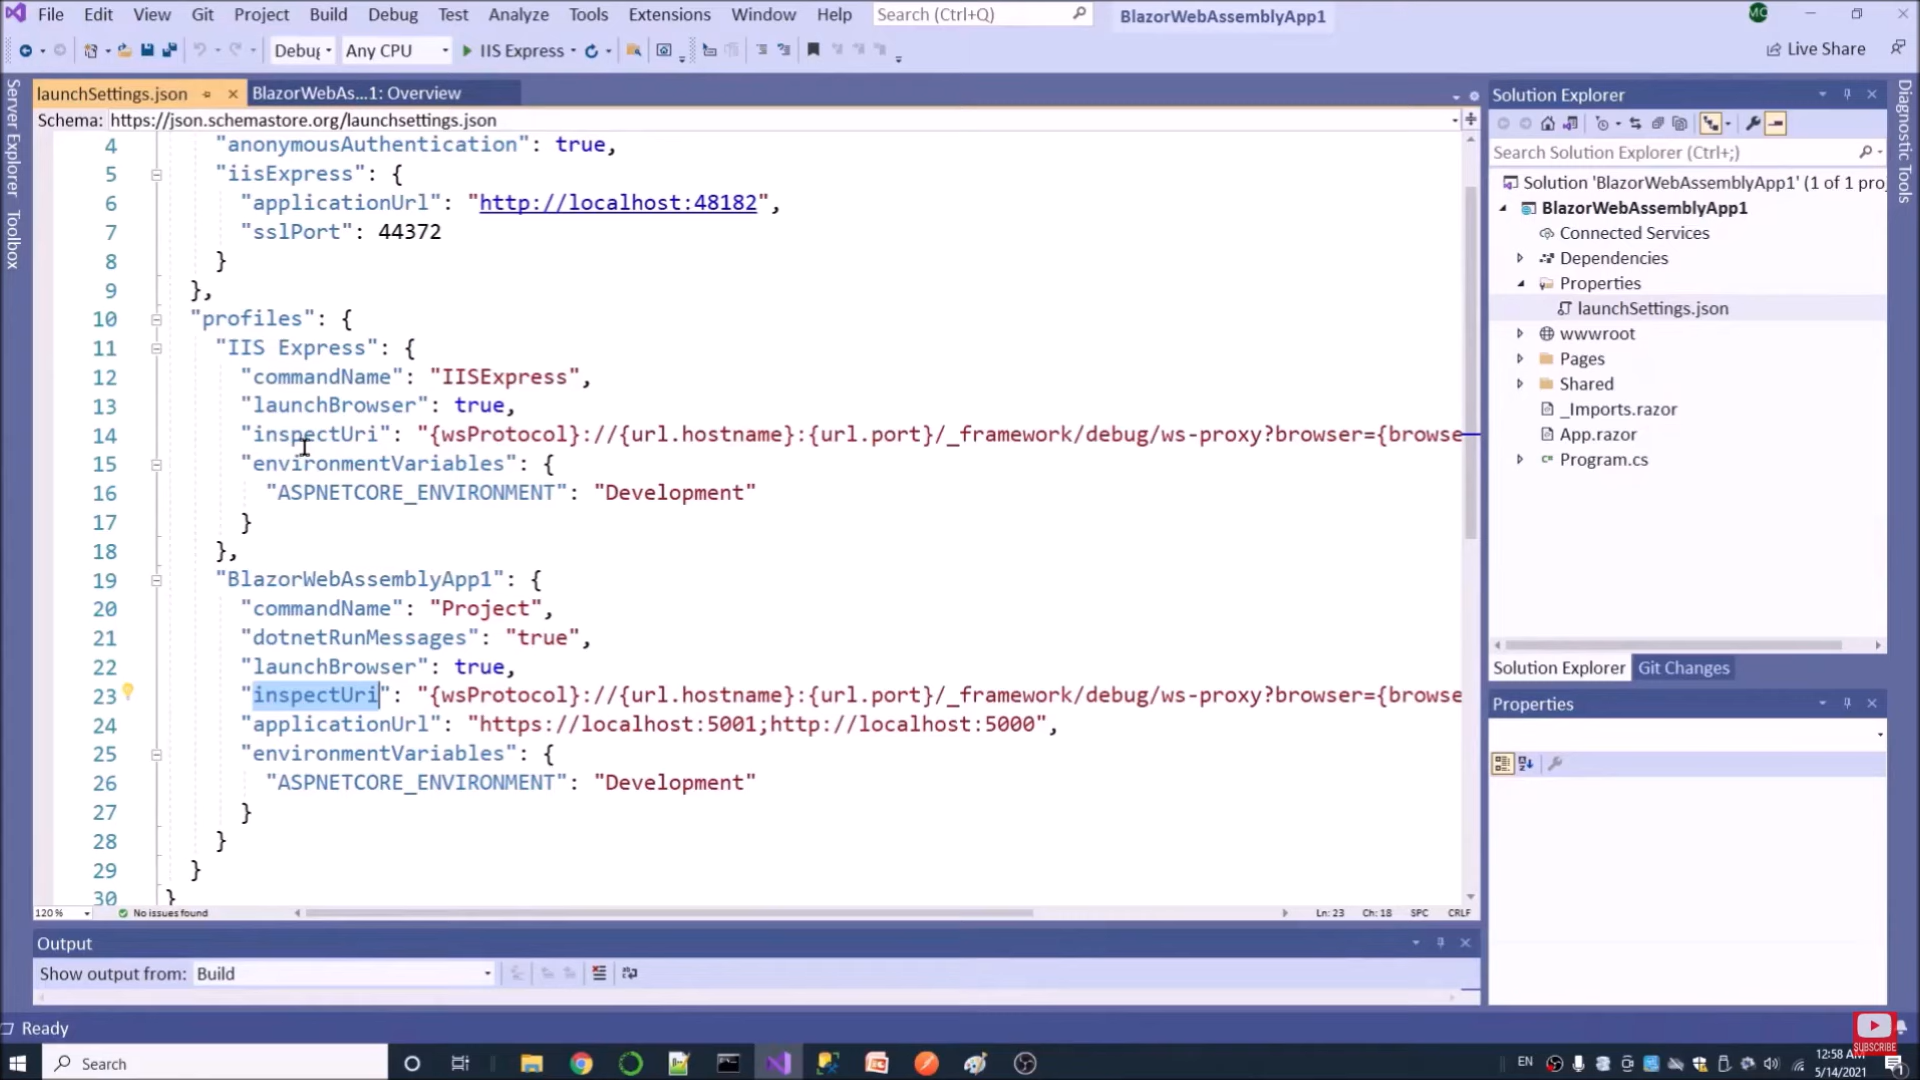 File Edit View Git Project Build Debug Test Analyze Tools Extensions Window Help Search (Ctrl+Q) BlazorWebAssemblyApp1 MC
Debug Any CPU IIS Express Live Share
Server Explorer
Toolbox
launchSettings.json BlazorWebAs...1: Overview
Schema: https://json.schemastore.org/launchsettings.json
4 "anonymousAuthentication": true,
5 "iisExpress": {
6 "applicationUrl": "http://localhost:48182",
7 "sslPort": 44372
8 }
9 },
10 "profiles": {
11 "IIS Express": {
12 "commandName": "IISExpress",
13 "launchBrowser": true,
14 "inspectUri": "{wsProtocol}://{url.hostname}:{url.port}/_framework/debug/ws-proxy?browser={browse
15 "environmentVariables": {
16 "ASPNETCORE_ENVIRONMENT": "Development"
17 }
18 },
19 "BlazorWebAssemblyApp1": {
20 "commandName": "Project",
21 "dotnetRunMessages": "true",
22 "launchBrowser": true,
23 "inspectUri": "{wsProtocol}://{url.hostname}:{url.port}/_framework/debug/ws-proxy?browser={browse
24 "applicationUrl": "https://localhost:5001;http://localhost:5000",
25 "environmentVariables": {
26 "ASPNETCORE_ENVIRONMENT": "Development"
27 }
28 }
29 }
30 }
120 % No issues found Ln: 23 Ch: 18 SPC CRLF
Output
Show output from: Build
Ready
Solution Explorer
Search Solution Explorer (Ctrl+;)
Solution 'BlazorWebAssemblyApp1' (1 of 1 pro
BlazorWebAssemblyApp1
Connected Services
Dependencies
Properties
launchSettings.json
wwwroot
Pages
Shared
_Imports.razor
App.razor
Program.cs
Solution Explorer Git Changes
Properties
Diagnostic Tools
SUBSCRIBE
Search
EN
12:58 AM
5/14/2021